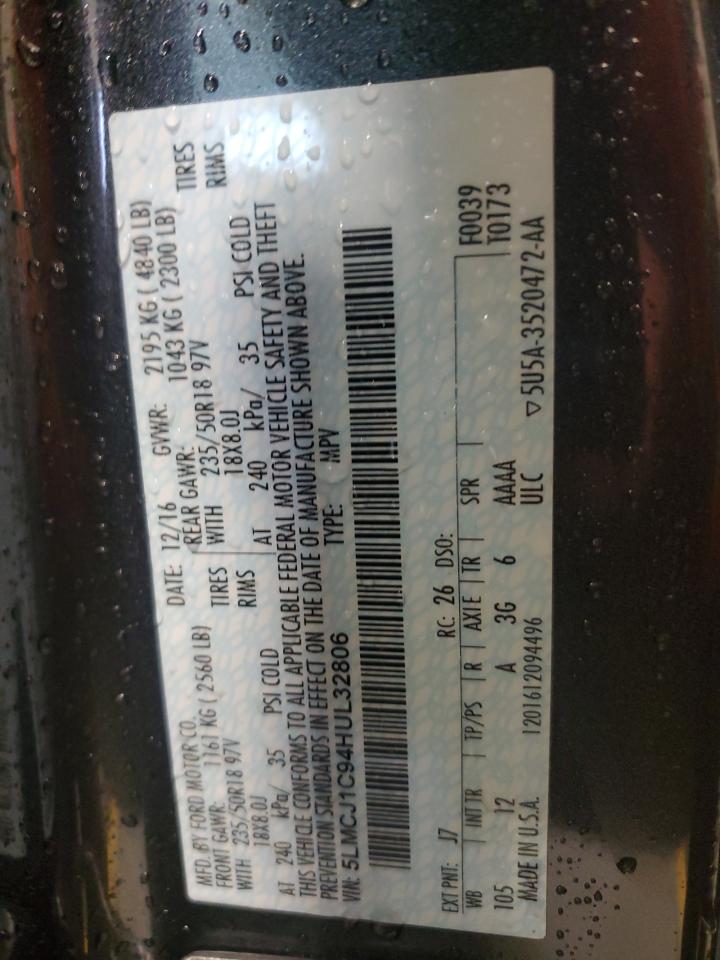 MFD. BY FORD MOTOR CO. DATE: 12/16 GVWR: 2195 KG ( 4840 LB)
FRONT GAWR: 1161 KG ( 2560 LB) REAR GAWR: 1043 KG ( 2300 LB)
WITH 235/50R18 97V TIRES WITH 235/50R18 97V TIRES
18X8.0J RIMS 18X8.0J RIMS
AT 240 kPa/ 35 PSI COLD AT 240 kPa/ 35 PSI COLD
THIS VEHICLE CONFORMS TO ALL APPLICABLE FEDERAL MOTOR VEHICLE SAFETY AND THEFT
PREVENTION STANDARDS IN EFFECT ON THE DATE OF MANUFACTURE SHOWN ABOVE.
VIN: 5LMCJ1C94HUL32806 TYPE: MPV
EXT PNT: J7 RC: 26 DSO: F0039
WB INT TR TP/PS R AXLE TR SPR T0173
105 12 A 3G 6 AAAA
MADE IN U.S.A. 1201612094496 ULC ▽ 5U5A-3520472-AA